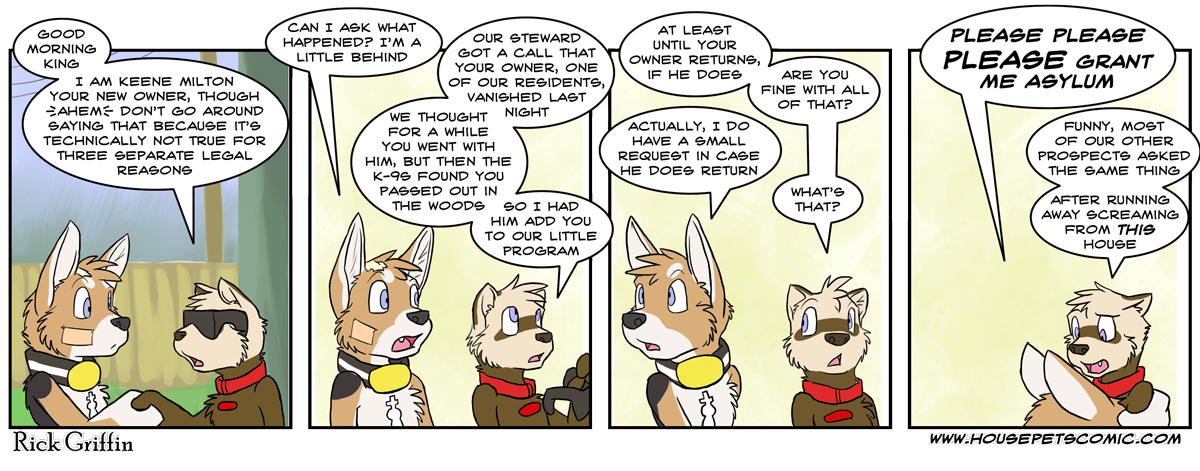 GOOD
MORNING
KING
I AM KEENE MILTON
YOUR NEW OWNER, THOUGH
>AHEM< DON'T GO AROUND
SAYING THAT BECAUSE IT'S
TECHNICALLY NOT TRUE FOR
THREE SEPARATE LEGAL
REASONS
CAN I ASK WHAT
HAPPENED? I'M A
LITTLE BEHIND
OUR STEWARD
GOT A CALL THAT
YOUR OWNER, ONE
OF OUR RESIDENTS,
VANISHED LAST
NIGHT
WE THOUGHT
FOR A WHILE
YOU WENT WITH
HIM, BUT THEN THE
K-9S FOUND YOU
PASSED OUT IN
THE WOODS
SO I HAD
HIM ADD YOU
TO OUR LITTLE
PROGRAM
AT LEAST
UNTIL YOUR
OWNER RETURNS,
IF HE DOES
ARE YOU
FINE WITH ALL
OF THAT?
ACTUALLY, I DO
HAVE A SMALL
REQUEST IN CASE
HE DOES RETURN
WHAT'S
THAT?
PLEASE PLEASE
PLEASE GRANT
ME ASYLUM
FUNNY, MOST
OF OUR OTHER
PROSPECTS ASKED
THE SAME THING
AFTER RUNNING
AWAY SCREAMING
FROM THIS
HOUSE
Rick Griffin
WWW.HOUSEPETSCOMIC.COM